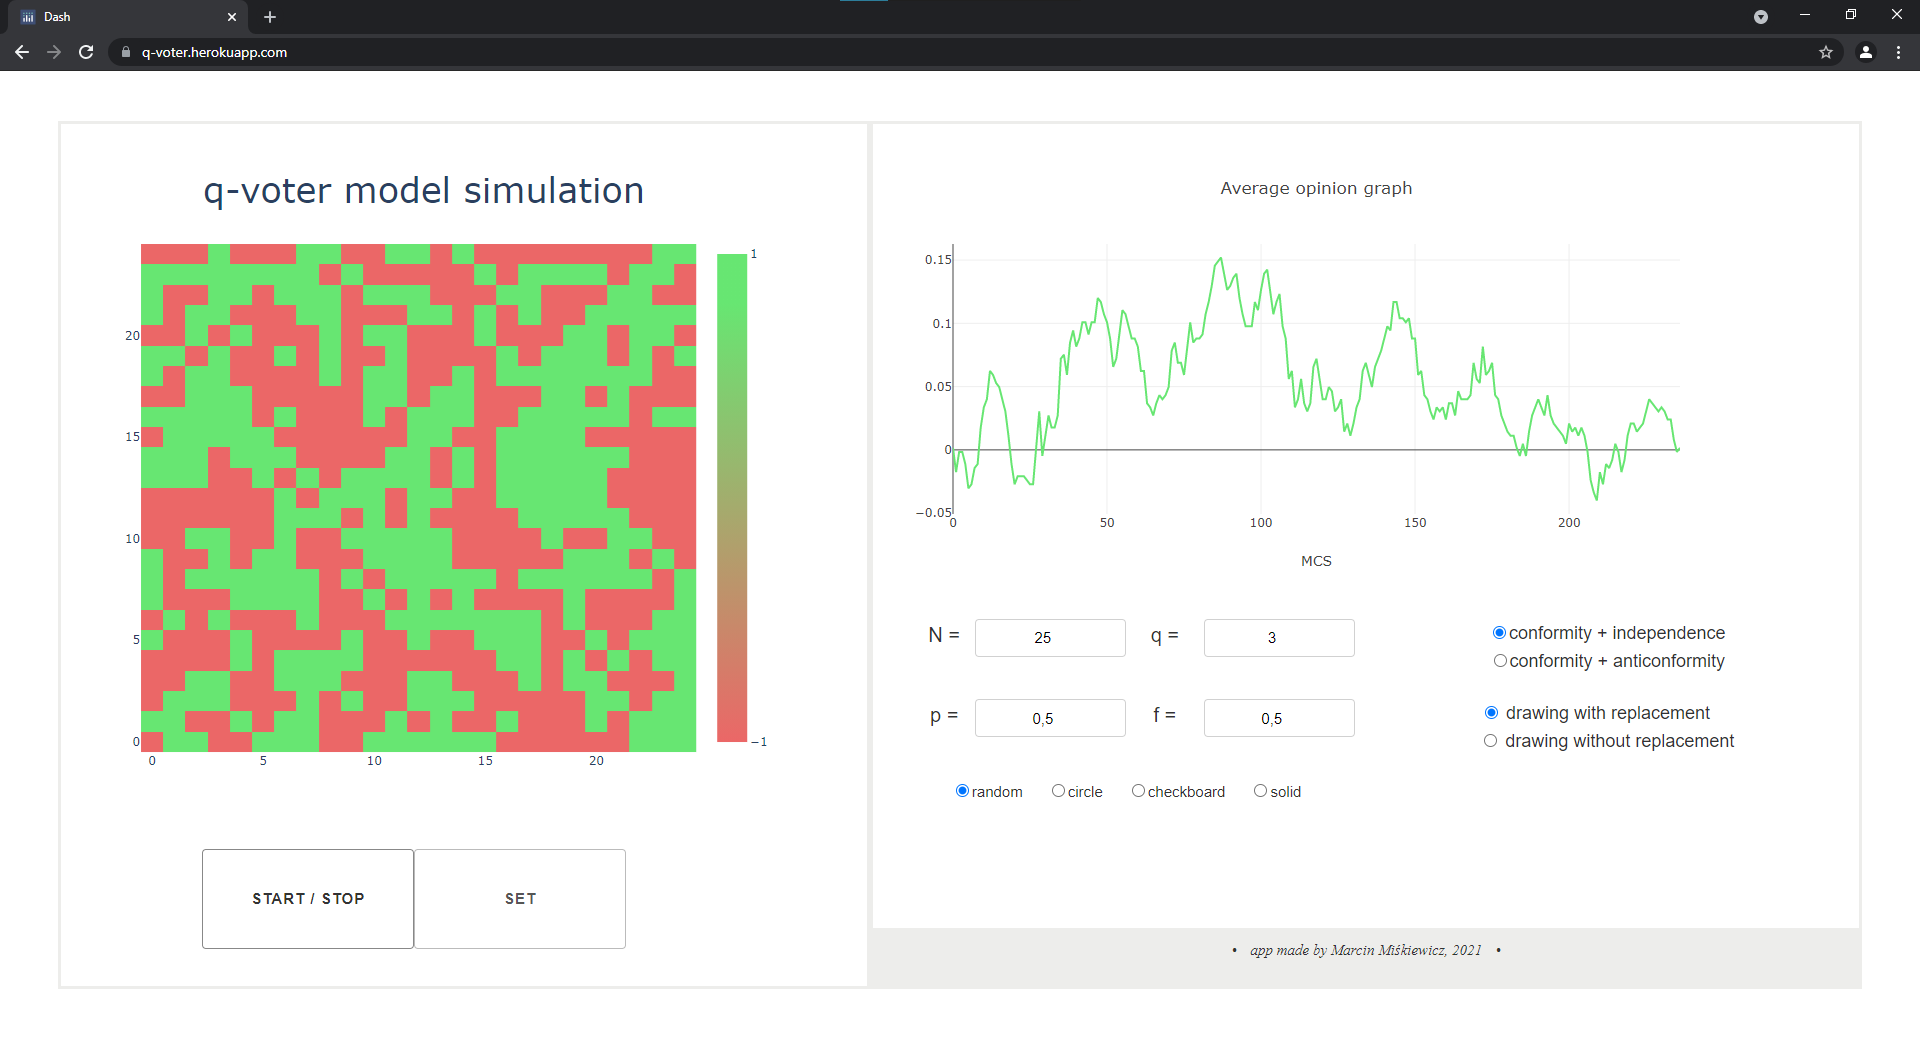 Dash
q-voter.herokuapp.com
q-voter model simulation
1
20
15
10
5
0
−1
0 5 10 15 20
START / STOP SET
Average opinion graph
0.15
0.1
0.05
0
−0.05
0 50 100 150 200
MCS
N = 25 q = 3
conformity + independence
conformity + anticonformity
p = 0,5 f = 0,5
drawing with replacement
drawing without replacement
random circle checkboard solid
• app made by Marcin Miśkiewicz, 2021 •